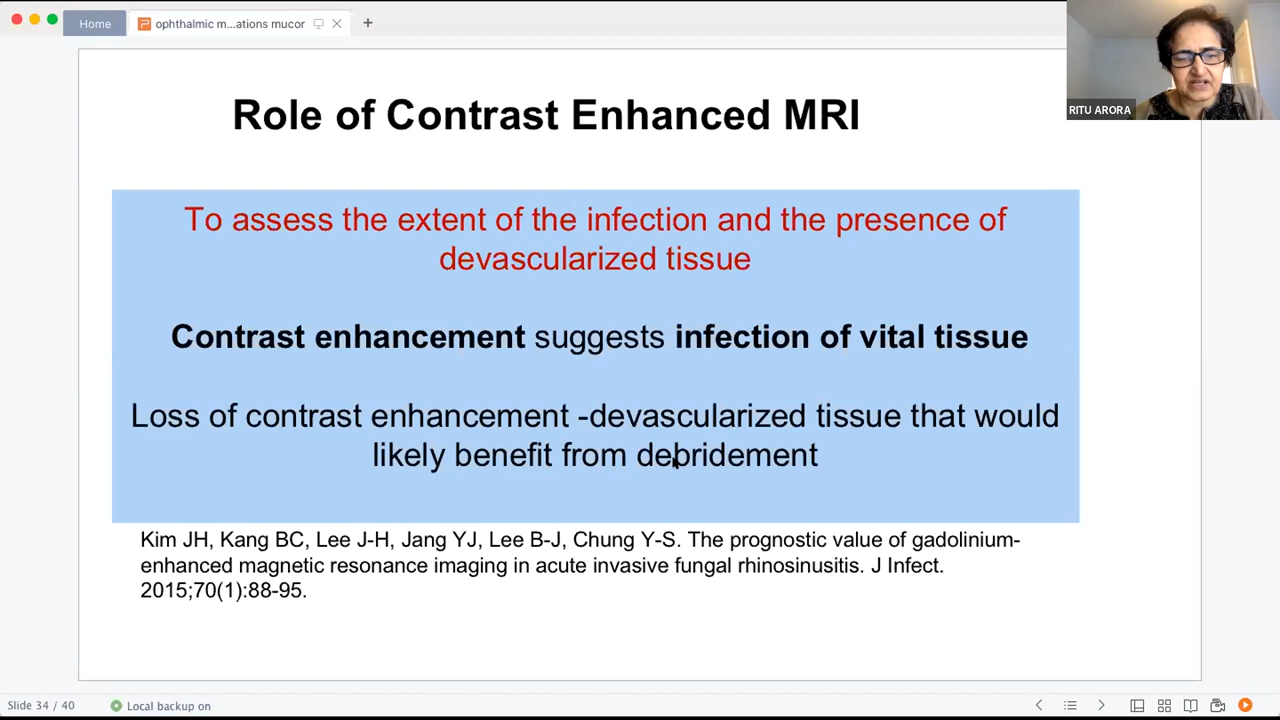 Home
ophthalmic m...ations mucor
RITU ARORA
Role of Contrast Enhanced MRI
To assess the extent of the infection and the presence of
devascularized tissue
Contrast enhancement suggests infection of vital tissue
Loss of contrast enhancement -devascularized tissue that would
likely benefit from debridement
Kim JH, Kang BC, Lee J-H, Jang YJ, Lee B-J, Chung Y-S. The prognostic value of gadolinium-
enhanced magnetic resonance imaging in acute invasive fungal rhinosinusitis. J Infect.
2015;70(1):88-95.
Slide 34 / 40
Local backup on